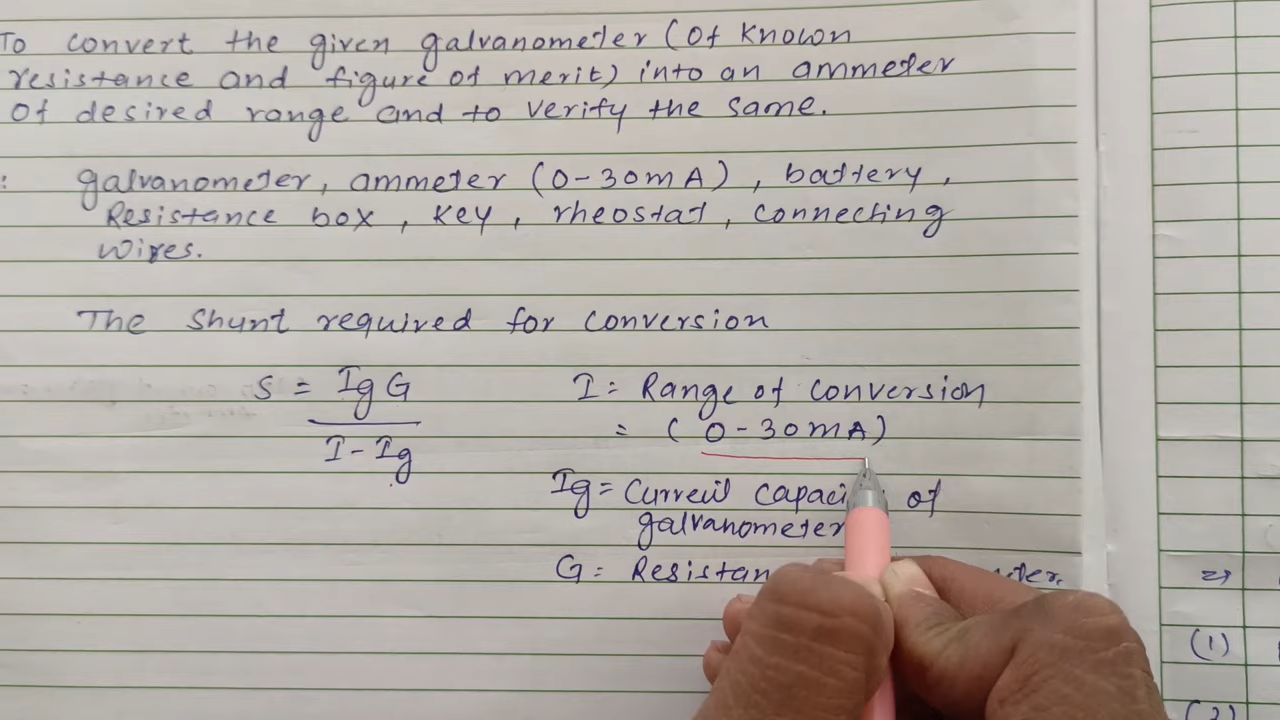 To convert the given galvanometer (Of Known
resistance and figure of merit) into an ammeter
Of desired range and to verify the same.
: galvanometer, ammeter (0-30mA), battery,
Resistance box, Key, rheostat, connecting
Wires.
The Shunt required for conversion
S = Ig G
I - Ig
I = Range of conversion
= (0-30mA)
Ig = Current capaci of
galvanometer
G = Resistan
⇒
(1)
(2)